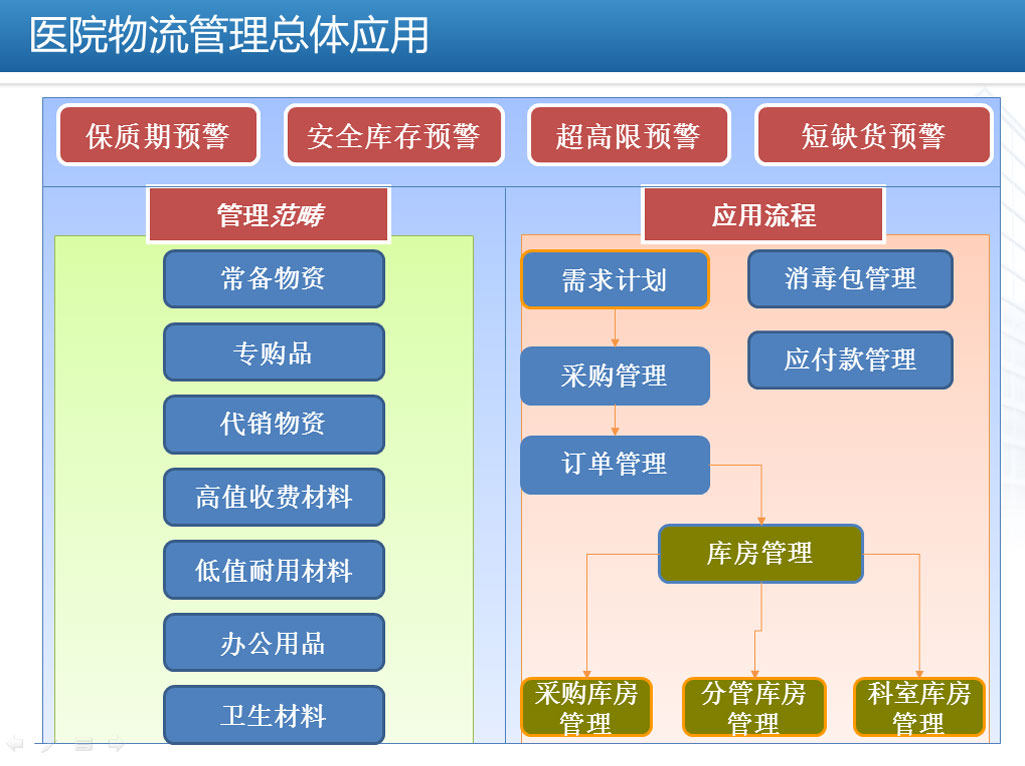 医院物流管理总体应用
保质期预警
安全库存预警
超高限预警
短缺货预警
管理范畴
常备物资
专购品
代销物资
高值收费材料
低值耐用材料
办公用品
卫生材料
应用流程
需求计划
消毒包管理
采购管理
应付款管理
订单管理
库房管理
采购库房
管理
分管库房
管理
科室库房
管理